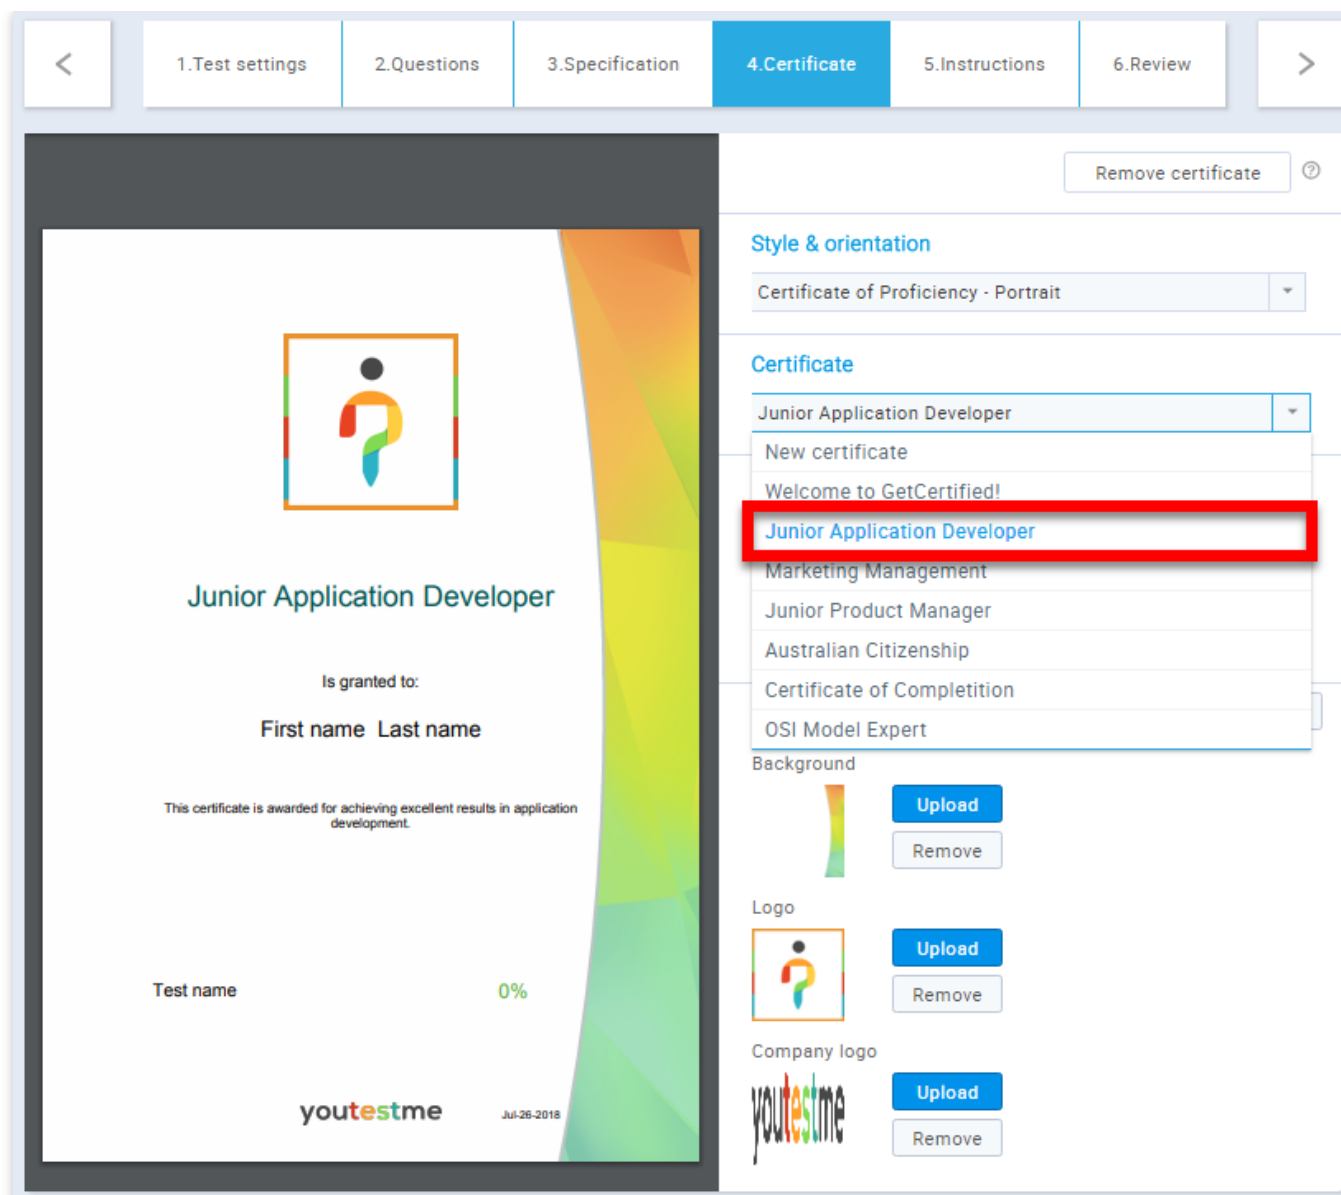 <
1.Test settings
2.Questions
3.Specification
4.Certificate
5.Instructions
6.Review
>
Remove certificate
?
Junior Application Developer
Is granted to:
First name Last name
This certificate is awarded for achieving excellent results in application
development.
Test name
0%
youtestme
Jul-26-2018
Style & orientation
Certificate of Proficiency - Portrait
Certificate
Junior Application Developer
New certificate
Welcome to GetCertified!
Junior Application Developer
Marketing Management
Junior Product Manager
Australian Citizenship
Certificate of Completition
OSI Model Expert
Background
Upload
Remove
Logo
Upload
Remove
Company logo
youtestme
Upload
Remove